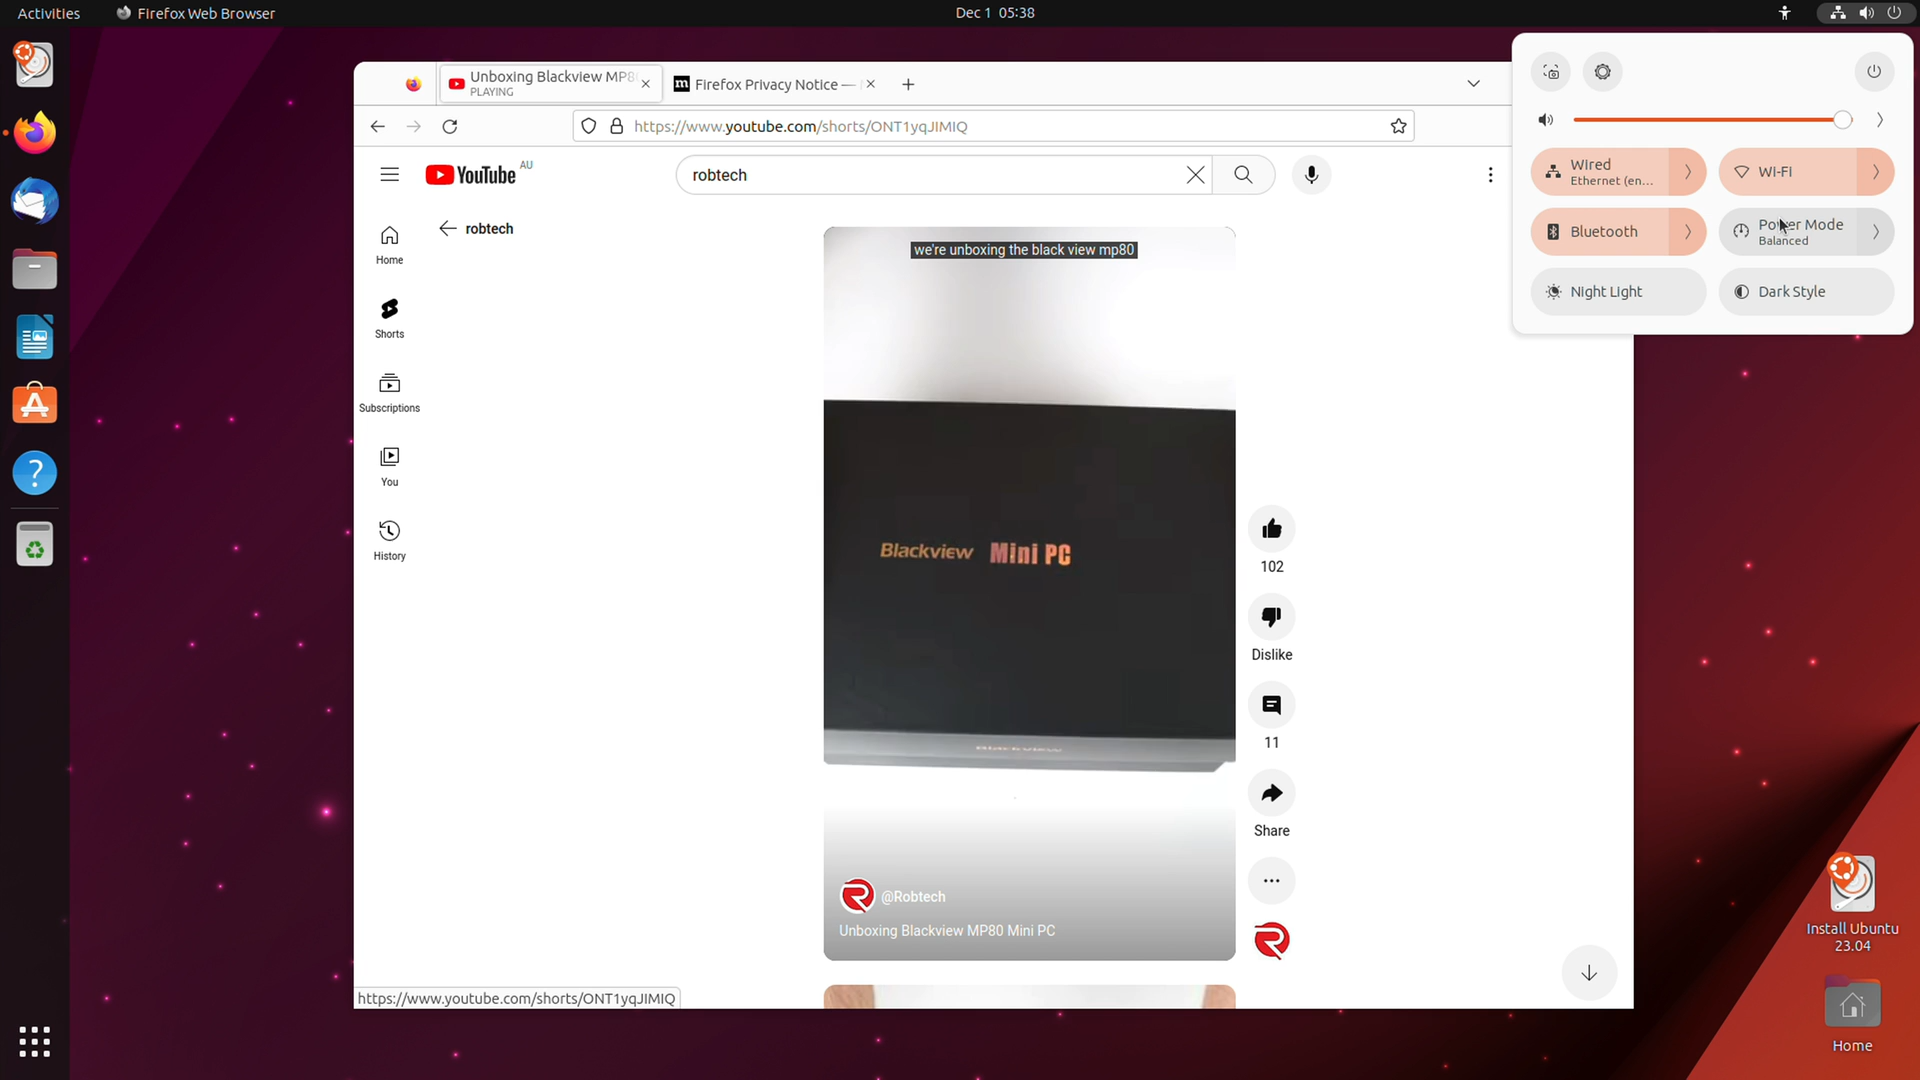 Activities
Firefox Web Browser
Dec 1 05:38
Unboxing Blackview MP8
PLAYING
Firefox Privacy Notice —
https://www.youtube.com/shorts/ONT1yqJIMIQ
YouTube
AU
robtech
robtech
Home
Shorts
Subscriptions
You
History
we're unboxing the black view mp80
Blackview Mini PC
Blackview
@Robtech
Unboxing Blackview MP80 Mini PC
102
Dislike
11
Share
https://www.youtube.com/shorts/ONT1yqJIMIQ
Wired
Ethernet (en...
Wi-Fi
Bluetooth
Power Mode
Balanced
Night Light
Dark Style
Install Ubuntu
23.04
Home